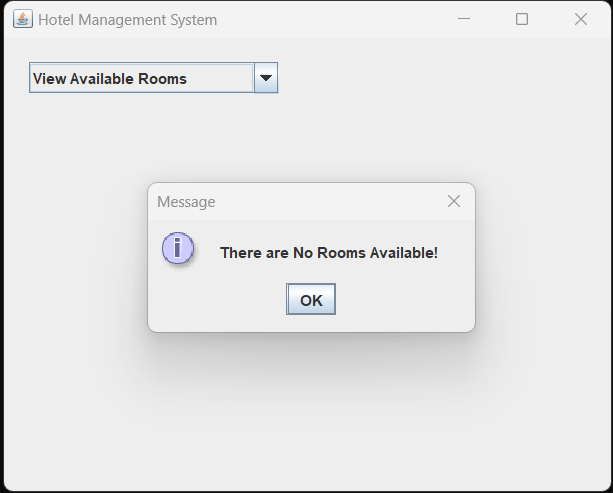 Hotel Management System
View Available Rooms
Message
i
There are No Rooms Available!
OK